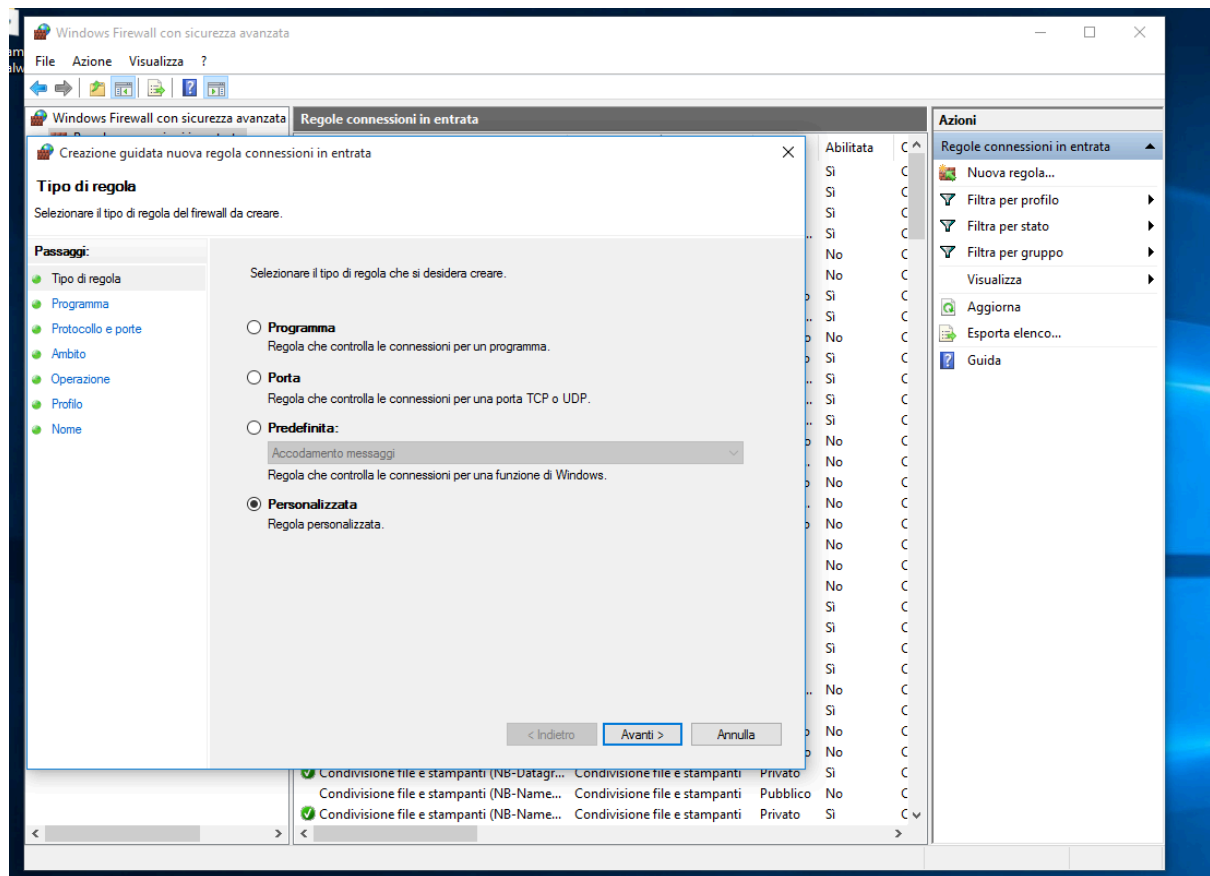 am
alw
Windows Firewall con sicurezza avanzata
File Azione Visualizza ?
Windows Firewall con sicurezza avanzata
Regole connessioni in entrata
Azioni
Creazione guidata nuova regola connessioni in entrata
Tipo di regola
Selezionare il tipo di regola del firewall da creare.
Passaggi:
Tipo di regola
Programma
Protocollo e porte
Ambito
Operazione
Profilo
Nome
Selezionare il tipo di regola che si desidera creare.
Programma
Regola che controlla le connessioni per un programma.
Porta
Regola che controlla le connessioni per una porta TCP o UDP.
Predefinita:
Accodamento messaggi
Regola che controlla le connessioni per una funzione di Windows.
Personalizzata
Regola personalizzata.
< Indietro Avanti > Annulla
Abilitata C
Sì C
Sì C
Sì C
.. Sì C
No C
No C
o Sì C
.. Sì C
o No C
o Sì C
.. Sì C
.. Sì C
.. Sì C
o No C
. No C
o No C
. No C
o No C
No C
No C
No C
Sì C
Sì C
Sì C
Sì C
.. No C
Sì C
o No C
o No C
Condivisione file e stampanti (NB-Datagr... Condivisione file e stampanti Privato Sì C
Condivisione file e stampanti (NB-Name... Condivisione file e stampanti Pubblico No C
Condivisione file e stampanti (NB-Name... Condivisione file e stampanti Privato Sì C
Regole connessioni in entrata
Nuova regola...
Filtra per profilo
Filtra per stato
Filtra per gruppo
Visualizza
Aggiorna
Esporta elenco...
Guida